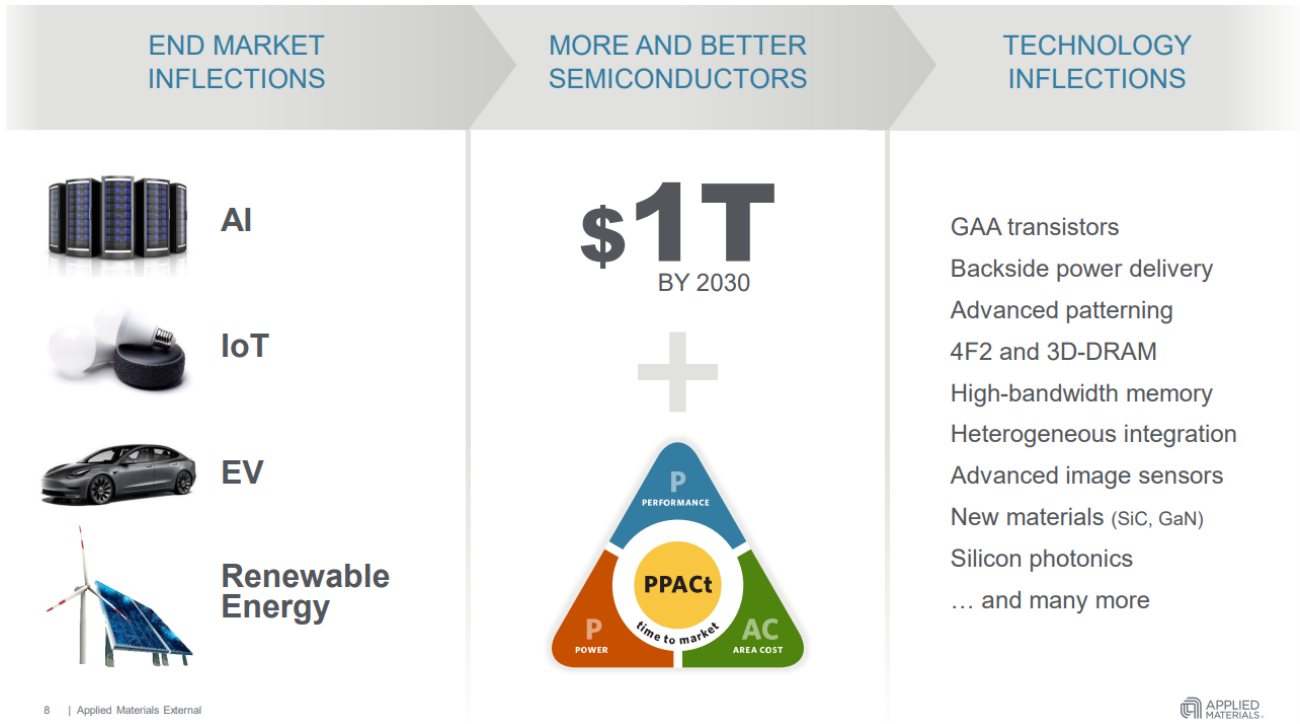 END MARKET
INFLECTIONS
MORE AND BETTER
SEMICONDUCTORS
TECHNOLOGY
INFLECTIONS
AI
IoT
EV
Renewable
Energy
$1T
BY 2030
+
P
PERFORMANCE
PPACt
time to market
P
POWER
AC
AREA COST
GAA transistors
Backside power delivery
Advanced patterning
4F2 and 3D-DRAM
High-bandwidth memory
Heterogeneous integration
Advanced image sensors
New materials (SiC, GaN)
Silicon photonics
… and many more
8 | Applied Materials External
APPLIED
MATERIALS®